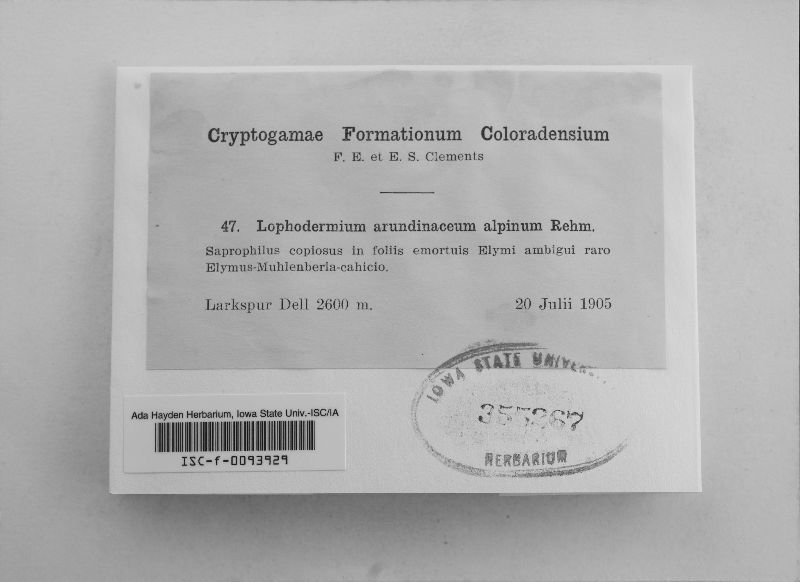 Cryptogamae Formationum Coloradensium
F. E. et E. S. Clements
47. Lophodermium arundinaceum alpinum Rehm.
Saprophilus copiosus in foliis emortuis Elymi ambigui raro
Elymus-Muhlenberia-cahicio.
Larkspur Dell 2600 m. 20 Julii 1905
IOWA STATE
355267
HERBARIUM
Ada Hayden Herbarium, Iowa State Univ.-ISC/IA
ISC-f-0093929